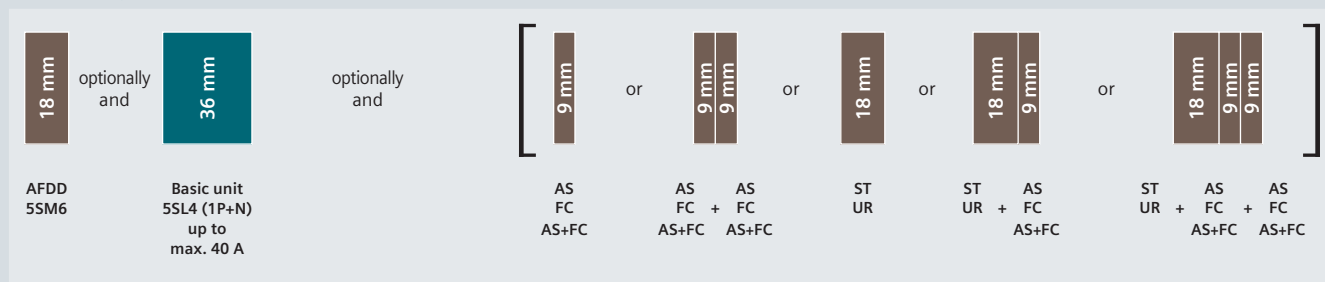 18 mm
optionally
and
36 mm
optionally
and
9 mm
or
9 mm
9 mm
or
18 mm
or
18 mm
9 mm
or
18 mm
9 mm
9 mm
AFDD
5SM6
Basic unit
5SL4 (1P+N)
up to
max. 40 A
AS
FC
AS+FC
AS AS
FC + FC
AS+FC AS+FC
ST
UR
ST AS
UR + FC
AS+FC
ST AS AS
UR + FC + FC
AS+FC AS+FC